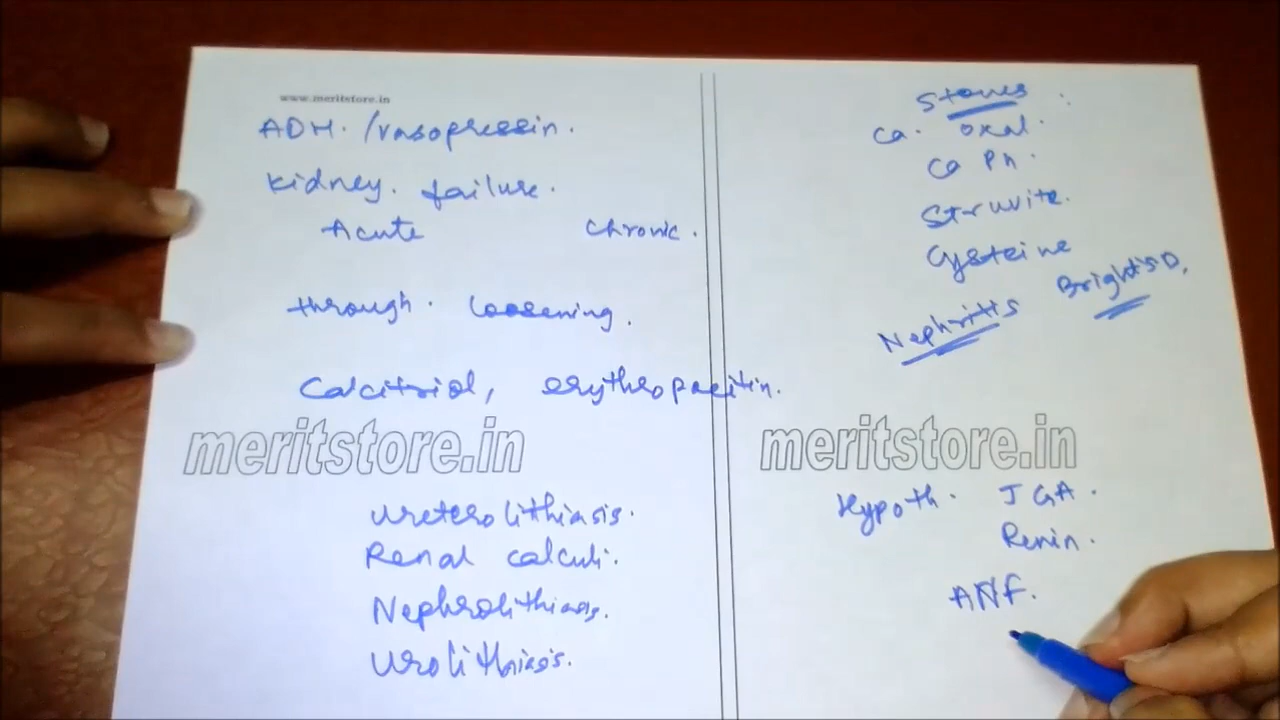 www.meritstore.in
ADH. /vasopressin.
Kidney. failure.
Acute chronic.
through. loosening.
Calcitriol, erythropaeitin.
meritstore.in
Ureterolithiasis.
Renal calculi.
Nephrolithiasis.
Urolithiasis.
Stones
Ca. oxal.
Ca Ph.
Struvite.
Cysteine
Nephritis Bright's D.
meritstore.in
Hypoth. JGA.
Renin.
ANF.